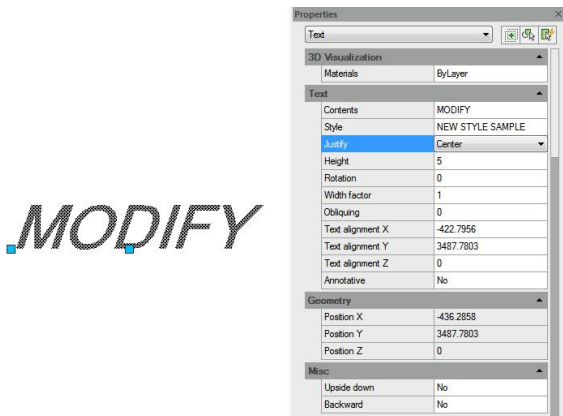 Properties
Text
3D Visualization
Materials ByLayer
Text
Contents MODIFY
Style NEW STYLE SAMPLE
Justify Center
Height 5
Rotation 0
Width factor 1
Obliquing 0
Text alignment X -422.7956
Text alignment Y 3487.7803
Text alignment Z 0
Annotative No
Geometry
Position X -436.2858
Position Y 3487.7803
Position Z 0
Misc
Upside down No
Backward No
MODIFY